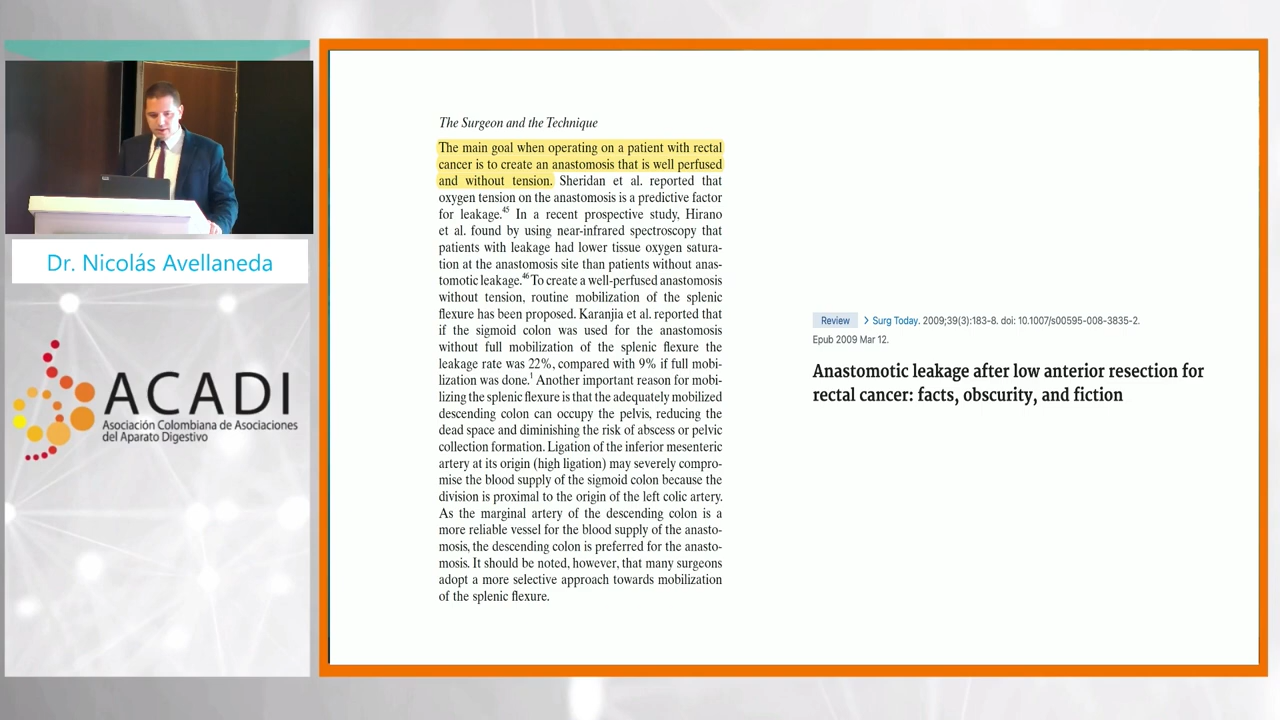 Dr. Nicolás Avellaneda
ACADI
Asociación Colombiana de Asociaciones
del Aparato Digestivo
The Surgeon and the Technique
The main goal when operating on a patient with rectal
cancer is to create an anastomosis that is well perfused
and without tension. Sheridan et al. reported that
oxygen tension on the anastomosis is a predictive factor
for leakage.45 In a recent prospective study, Hirano
et al. found by using near-infrared spectroscopy that
patients with leakage had lower tissue oxygen satura-
tion at the anastomosis site than patients without anas-
tomotic leakage.46 To create a well-perfused anastomosis
without tension, routine mobilization of the splenic
flexure has been proposed. Karanjia et al. reported that
if the sigmoid colon was used for the anastomosis
without full mobilization of the splenic flexure the
leakage rate was 22%, compared with 9% if full mobi-
lization was done.1 Another important reason for mobi-
lizing the splenic flexure is that the adequately mobilized
descending colon can occupy the pelvis, reducing the
dead space and diminishing the risk of abscess or pelvic
collection formation. Ligation of the inferior mesenteric
artery at its origin (high ligation) may severely compro-
mise the blood supply of the sigmoid colon because the
division is proximal to the origin of the left colic artery.
As the marginal artery of the descending colon is a
more reliable vessel for the blood supply of the anasto-
mosis, the descending colon is preferred for the anasto-
mosis. It should be noted, however, that many surgeons
adopt a more selective approach towards mobilization
of the splenic flexure.
Review > Surg Today. 2009;39(3):183-8. doi: 10.1007/s00595-008-3835-2.
Epub 2009 Mar 12.
Anastomotic leakage after low anterior resection for
rectal cancer: facts, obscurity, and fiction